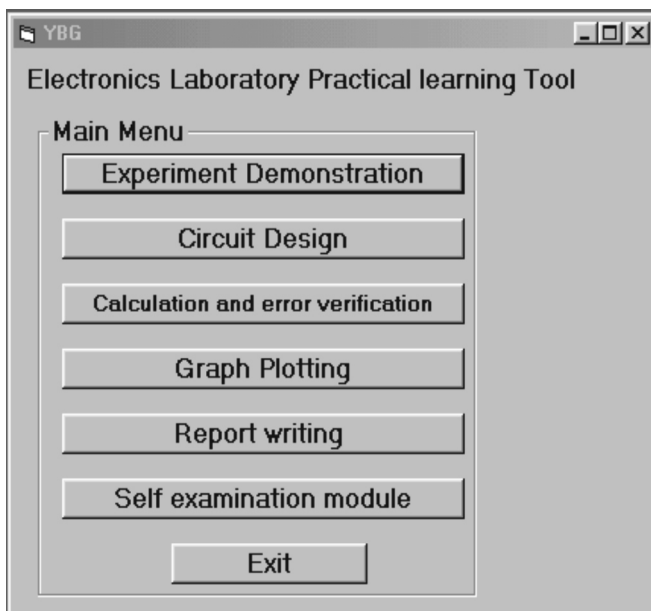 YBG
Electronics Laboratory Practical learning Tool
Main Menu
Experiment Demonstration
Circuit Design
Calculation and error verification
Graph Plotting
Report writing
Self examination module
Exit